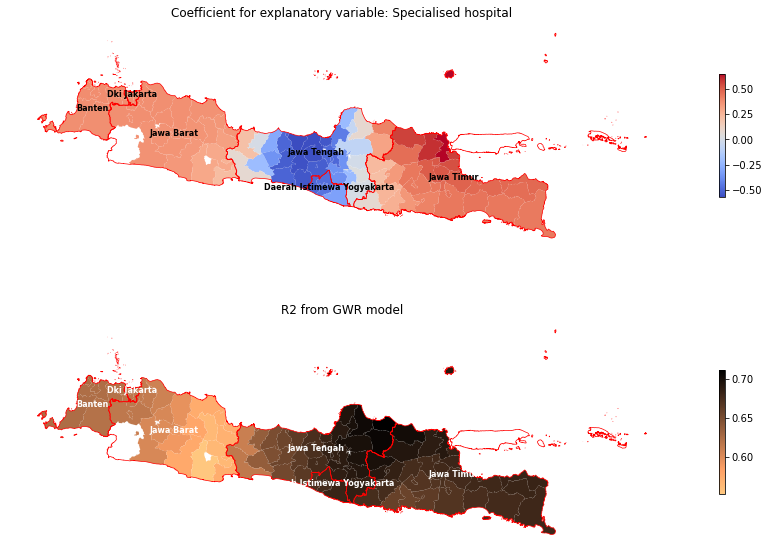 Coefficient for explanatory variable: Specialised hospital
Dki Jakarta
Banten
Jawa Barat
Jawa Tengah
Jawa Timur
Daerah Istimewa Yogyakarta
0.50
0.25
0.00
−0.25
−0.50
R2 from GWR model
Dki Jakarta
Banten
Jawa Barat
Jawa Tengah
Jawa Timur
Istimewa Yogyakarta
0.70
0.65
0.60